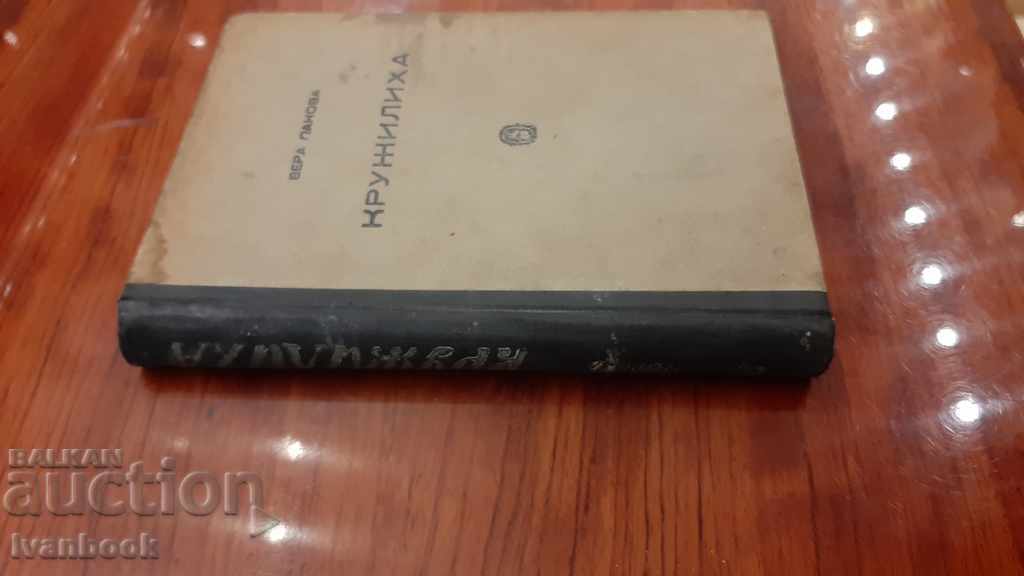 ВЕРА ПАНОВА
КРУЖИЛИХА
КРУЖИЛИХА
BALKAN
auction
Ivanbook